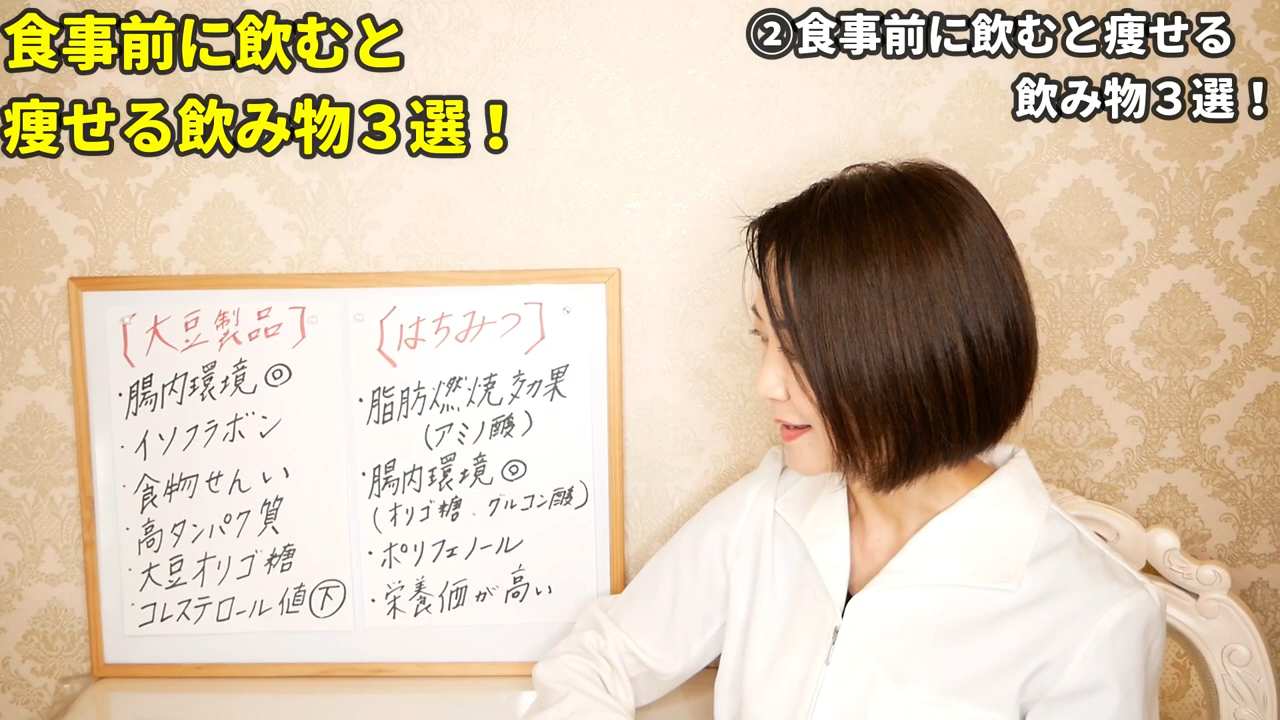 食事前に飲むと
痩せる飲み物３選！
②食事前に飲むと痩せる
飲み物３選！
[大豆製品]
・腸内環境◎
・イソフラボン
・食物せんい
・高タンパク質
・大豆オリゴ糖
・コレステロール値下
[はちみつ]
・脂肪燃焼効果
(アミノ酸)
・腸内環境◎
(オリゴ糖、グルコン酸)
・ポリフェノール
・栄養価が高い